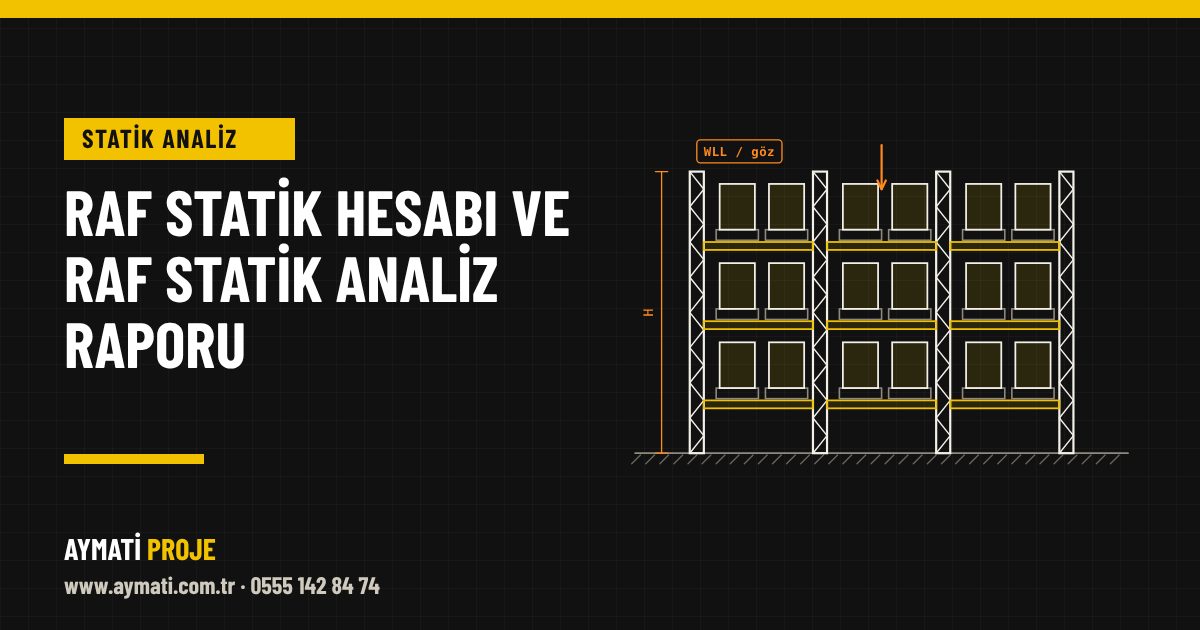 STATİK ANALİZ
RAF STATİK HESABI VE
RAF STATİK ANALİZ
RAPORU
WLL / göz
H
AYMATİ PROJE
www.aymati.com.tr · 0555 142 84 74